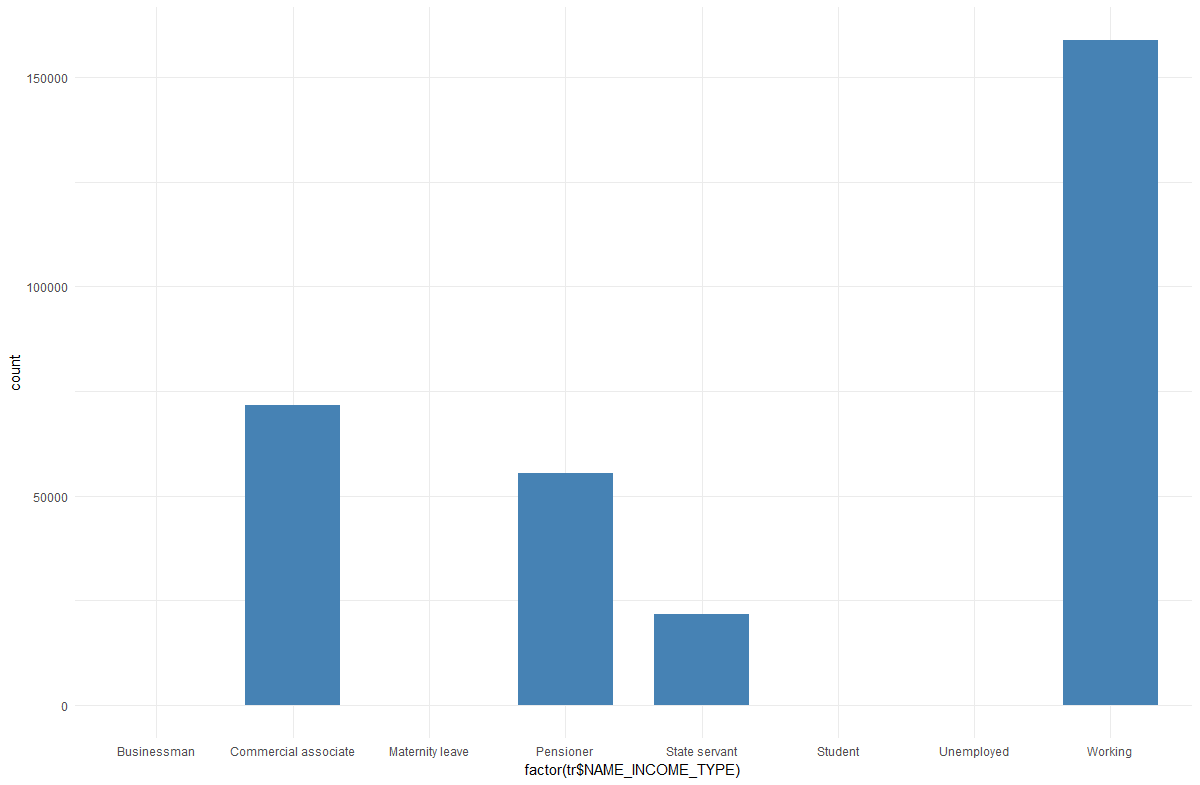 150000
100000
50000
0
count
Businessman Commercial associate Maternity leave Pensioner State servant Student Unemployed Working
factor(tr$NAME_INCOME_TYPE)